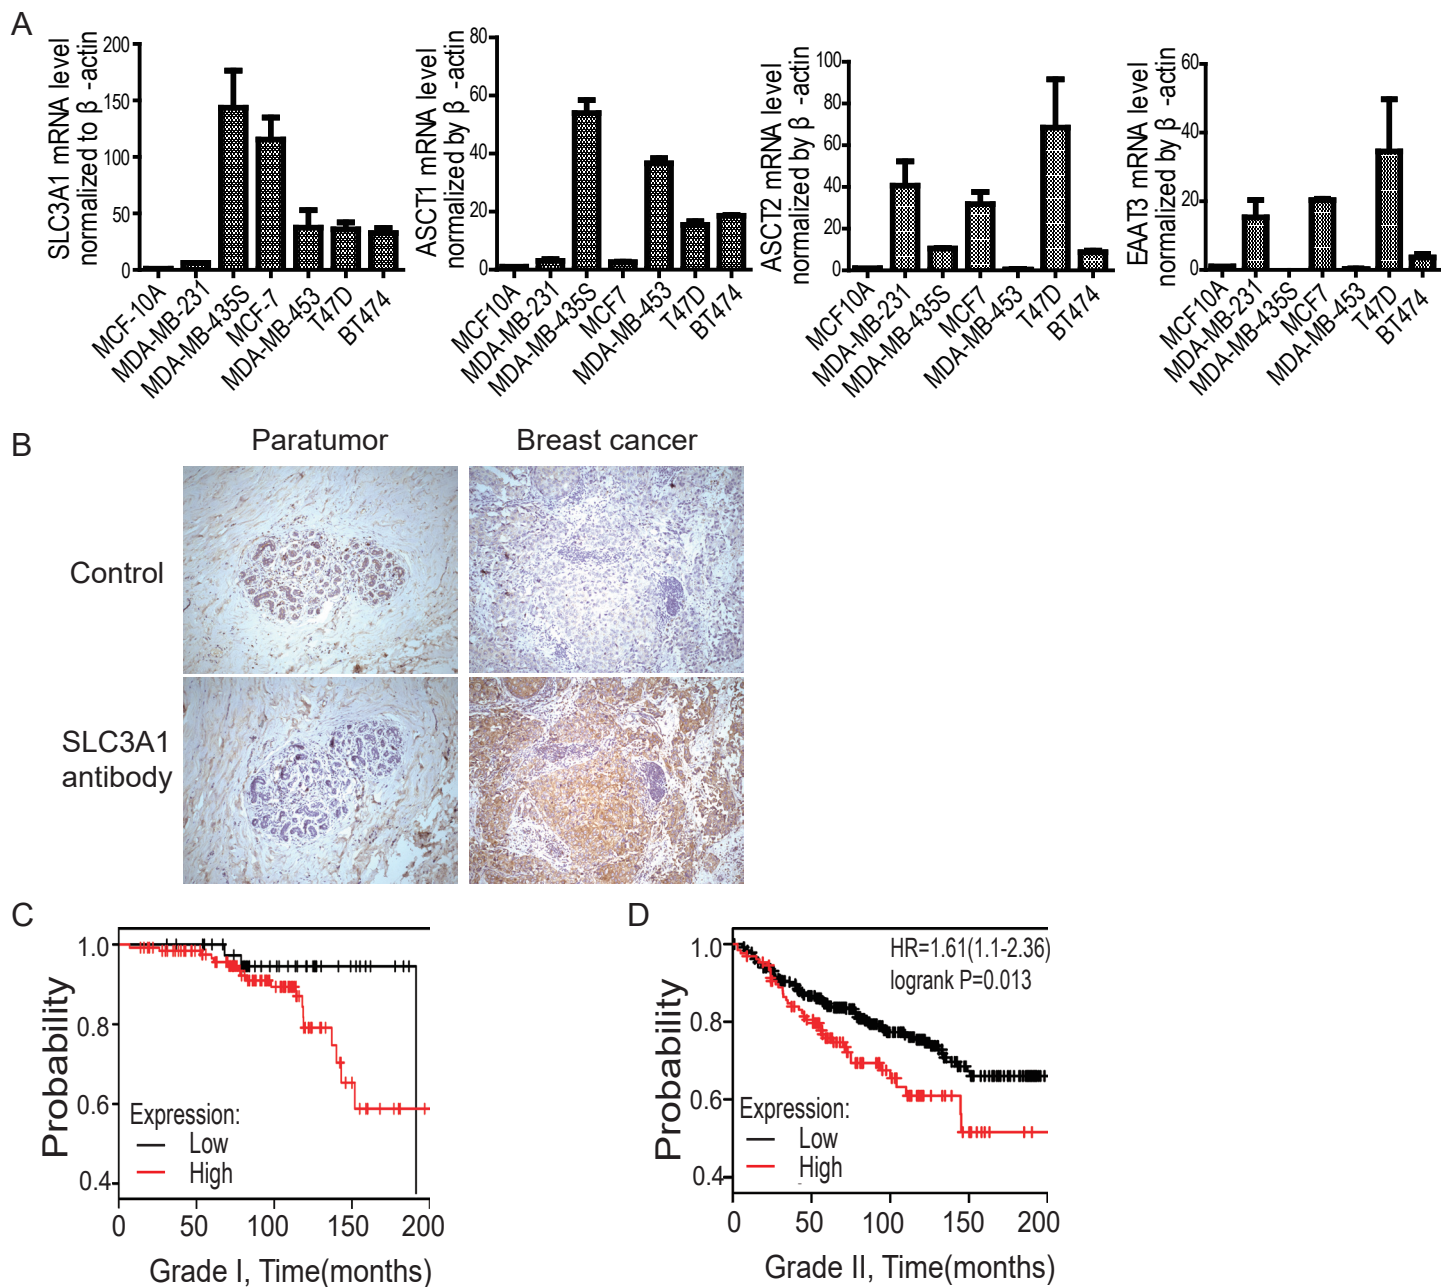 A
SLC3A1 mRNA level
normalized to β -actin
200
150
100
50
0
MCF-10A
MDA-MB-231
MDA-MB-435S
MCF-7
MDA-MB-453
T47D
BT474
ASCT1 mRNA level
normalized by β -actin
80
60
40
20
0
MCF10A
MDA-MB-231
MDA-MB-435S
MCF7
MDA-MB-453
T47D
BT474
ASCT2 mRNA level
normalized by β -actin
100
80
60
40
20
0
MCF10A
MDA-MB-231
MDA-MB-435S
MCF7
MDA-MB-453
T47D
BT474
EAAT3 mRNA level
normalized by β -actin
60
40
20
0
MCF10A
MDA-MB-231
MDA-MB-435S
MCF7
MDA-MB-453
T47D
BT474
B
Paratumor
Breast cancer
Control
SLC3A1
antibody
C
Probability
1.0
0.8
0.6
0.4
Expression:
Low
High
0 50 100 150 200
Grade I, Time(months)
D
Probability
1.0
0.8
0.6
0.4
HR=1.61(1.1-2.36)
logrank P=0.013
Expression:
Low
High
0 50 100 150 200
Grade II, Time(months)